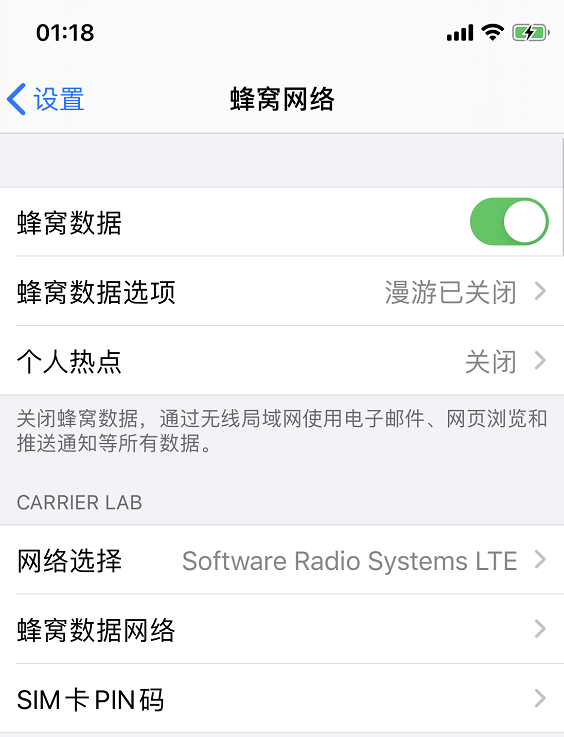 01:18
设置
蜂窝网络
蜂窝数据
蜂窝数据选项 漫游已关闭
个人热点 关闭
关闭蜂窝数据，通过无线局域网使用电子邮件、网页浏览和
推送通知等所有数据。
CARRIER LAB
网络选择 Software Radio Systems LTE
蜂窝数据网络
SIM卡PIN码